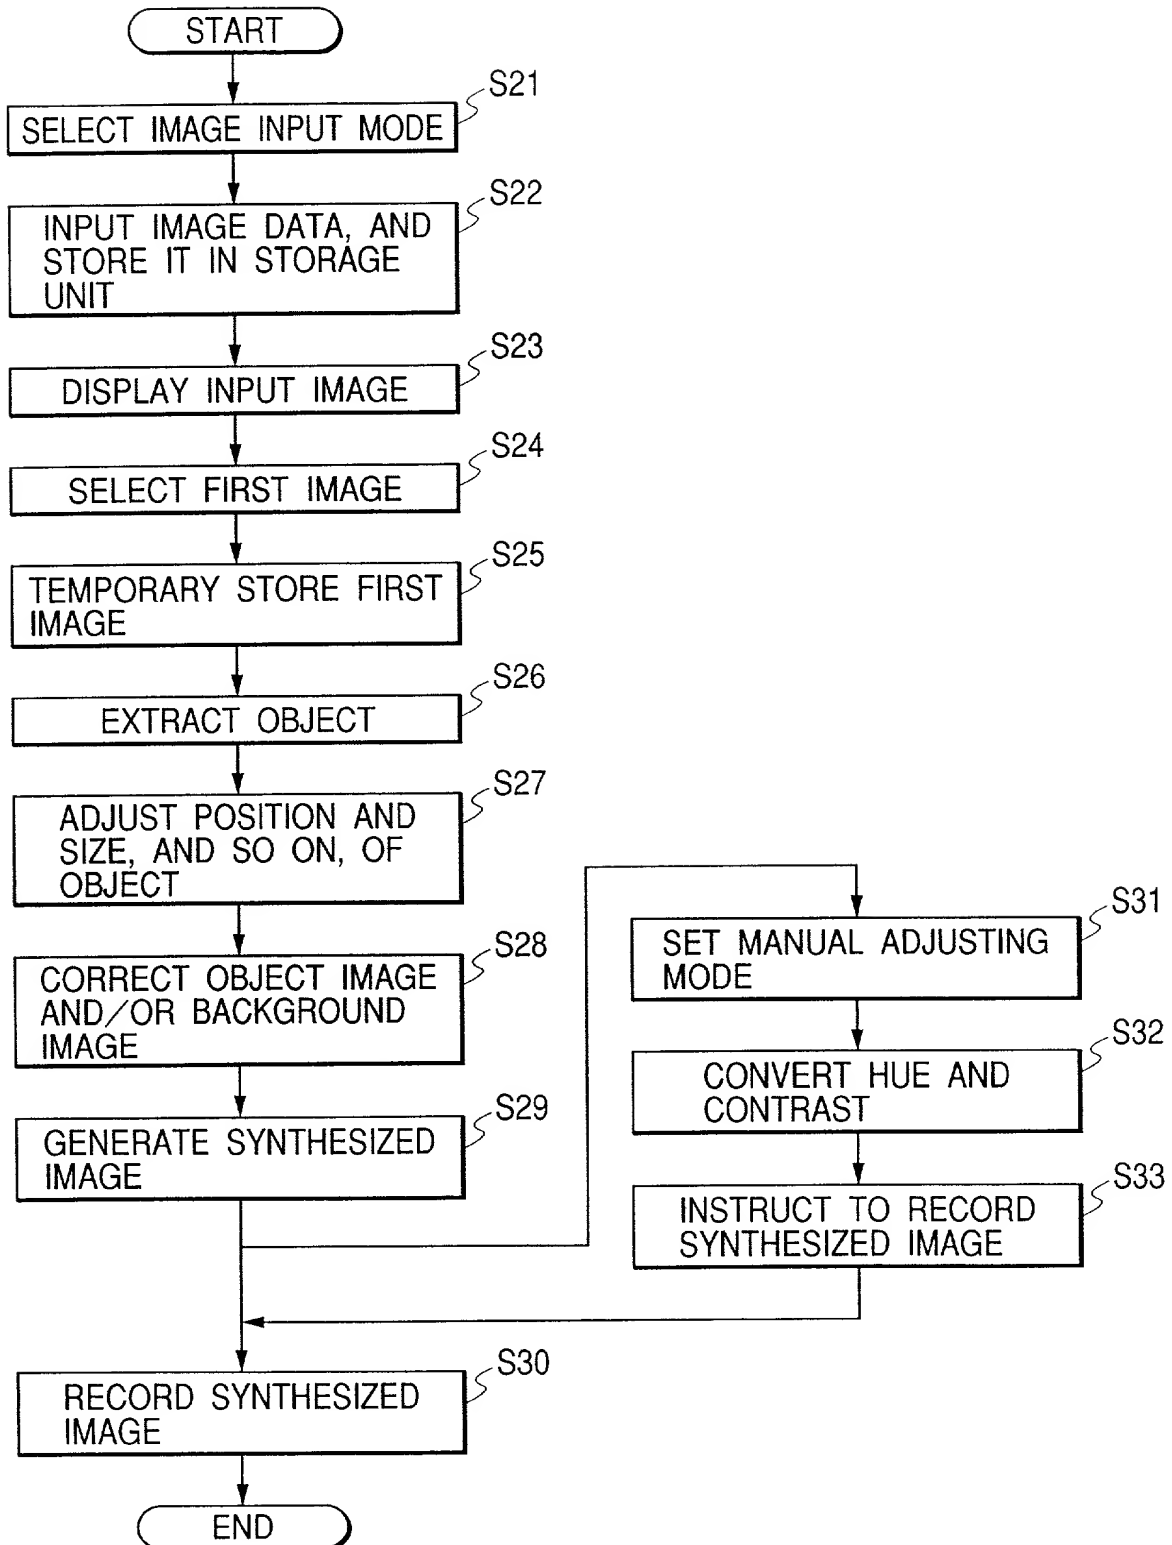 START
S21
SELECT IMAGE INPUT MODE
S22
INPUT IMAGE DATA, AND
STORE IT IN STORAGE
UNIT
S23
DISPLAY INPUT IMAGE
S24
SELECT FIRST IMAGE
S25
TEMPORARY STORE FIRST
IMAGE
S26
EXTRACT OBJECT
S27
ADJUST POSITION AND
SIZE, AND SO ON, OF
OBJECT
S28
CORRECT OBJECT IMAGE
AND/OR BACKGROUND
IMAGE
S29
GENERATE SYNTHESIZED
IMAGE
S31
SET MANUAL ADJUSTING
MODE
S32
CONVERT HUE AND
CONTRAST
S33
INSTRUCT TO RECORD
SYNTHESIZED IMAGE
S30
RECORD SYNTHESIZED
IMAGE
END